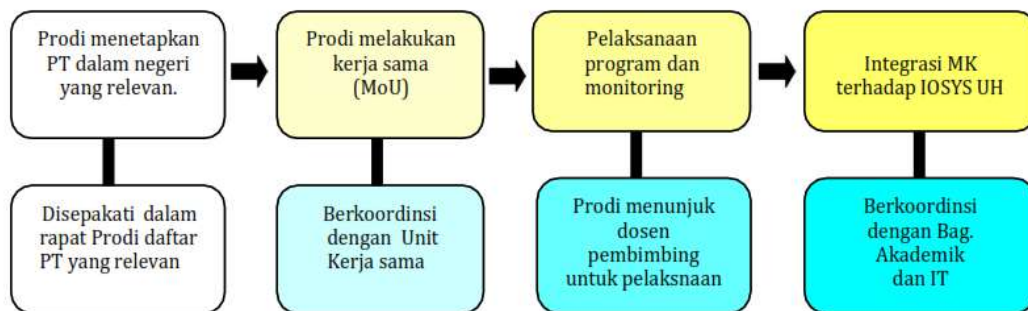 Prodi menetapkan
PT dalam negeri
yang relevan.
Prodi melakukan
kerja sama
(MoU)
Pelaksanaan
program dan
monitoring
Integrasi MK
terhadap IOSYS UH
Disepakati dalam
rapat Prodi daftar
PT yang relevan
Berkoordinsi
dengan Unit
Kerja sama
Prodi menunjuk
dosen
pembimbing
untuk pelaksnaan
Berkoordinsi
dengan Bag.
Akademik
dan IT